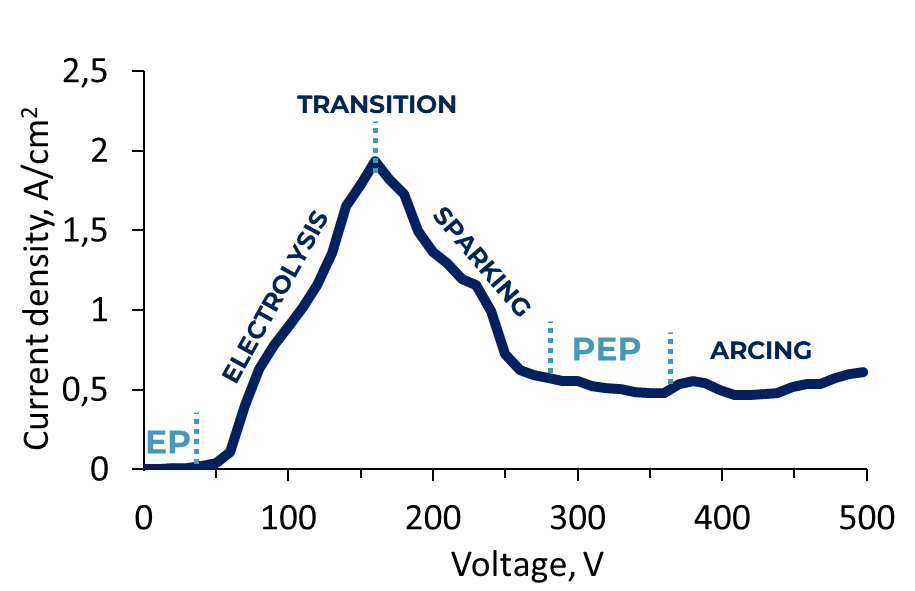 2,5
2
1,5
1
0,5
0
Current density, A/cm²
TRANSITION
ELECTROLYSIS
SPARKING
EP
PEP
ARCING
0 100 200 300 400 500
Voltage, V